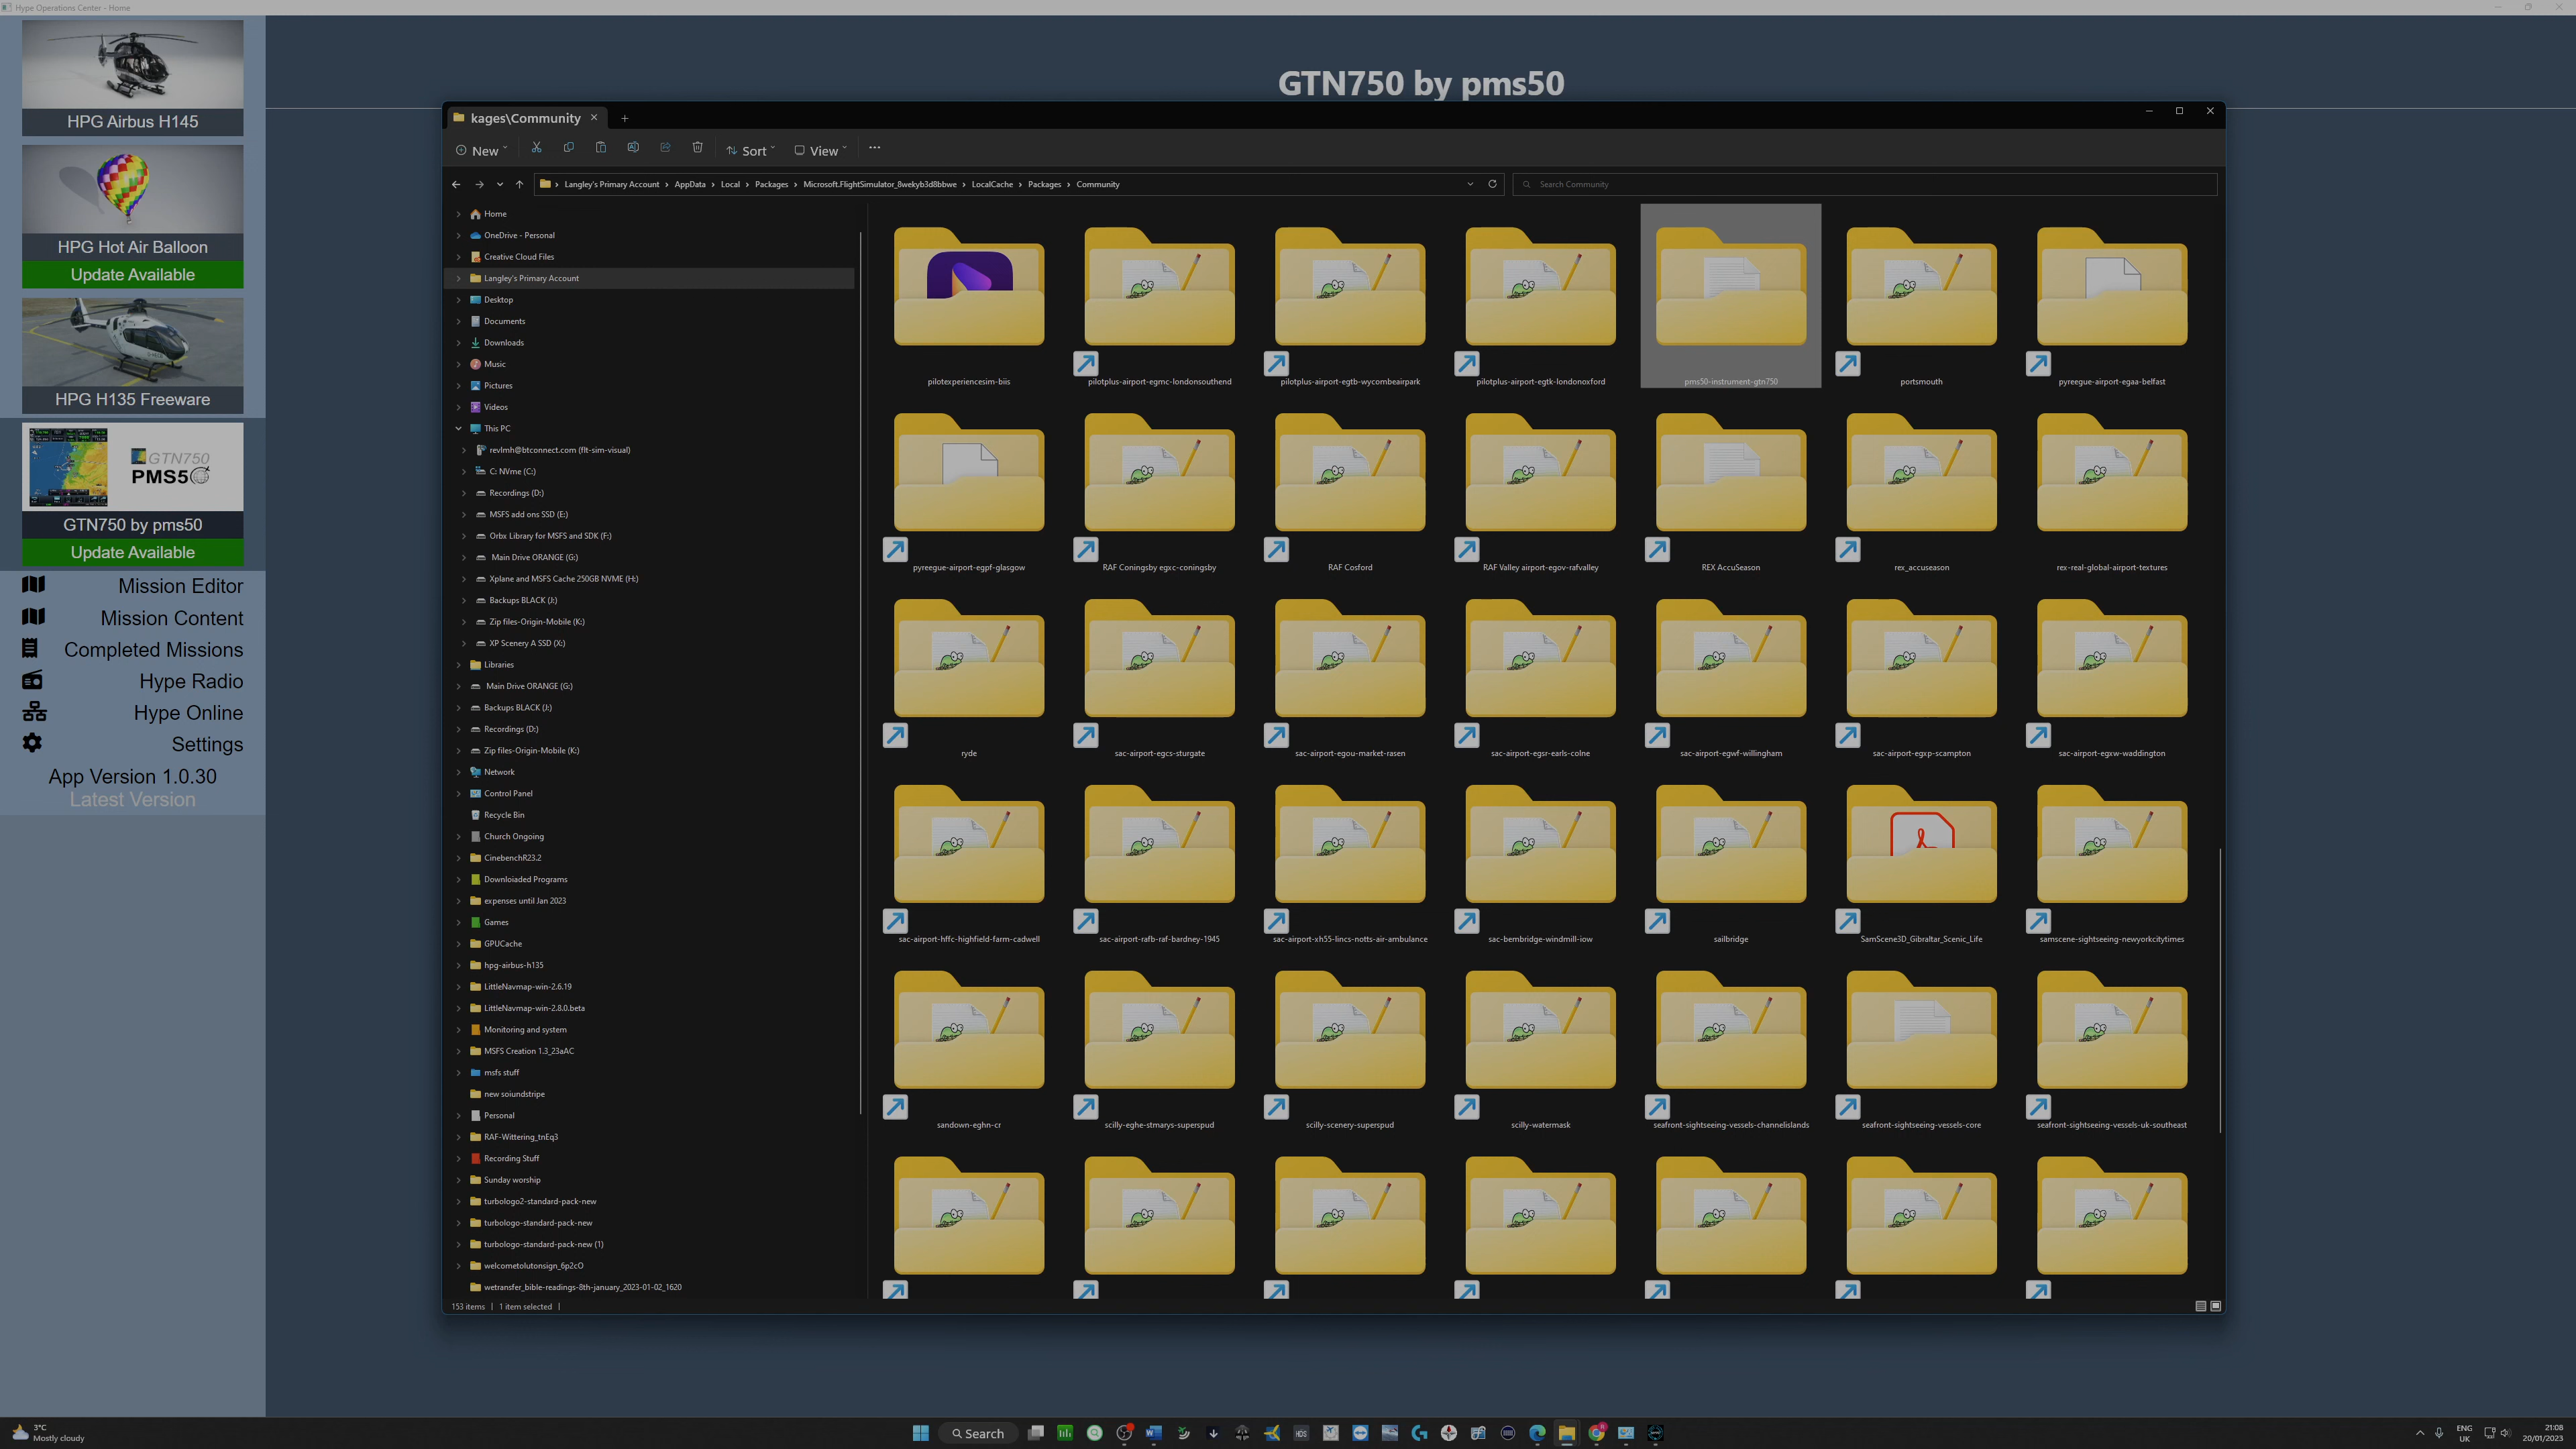 Hype Operations Center - Home
HPG Airbus H145
HPG Hot Air Balloon
Update Available
HPG H135 Freeware
GTN750
PMS50
GTN750 by pms50
Update Available
Mission Editor
Mission Content
Completed Missions
Hype Radio
Hype Online
Settings
App Version 1.0.30
Latest Version
GTN750 by pms50
kages\Community
New
Sort
View
Langley's Primary Account
AppData
Local
Packages
Microsoft.FlightSimulator_8wekyb3d8bbwe
LocalCache
Packages
Community
Search Community
Home
OneDrive - Personal
Creative Cloud Files
Langley's Primary Account
Desktop
Documents
Downloads
Music
Pictures
Videos
This PC
revlmh@btconnect.com (flt-sim-visual)
C: NVme (C:)
Recordings (D:)
MSFS add ons SSD (E:)
Orbx Library for MSFS and SDK (F:)
Main Drive ORANGE (G:)
Xplane and MSFS Cache 250GB NVME (H:)
Backups BLACK (J:)
Zip files-Origin-Mobile (K:)
XP Scenery A SSD (X:)
Libraries
Main Drive ORANGE (G:)
Backups BLACK (J:)
Recordings (D:)
Zip files-Origin-Mobile (K:)
Network
Control Panel
Recycle Bin
Church Ongoing
CinebenchR23.2
Downloiaded Programs
expenses until Jan 2023
Games
GPUCache
hpg-airbus-h135
LittleNavmap-win-2.6.19
LittleNavmap-win-2.8.0.beta
Monitoring and system
MSFS Creation 1.3_23aAC
msfs stuff
new soiundstripe
Personal
RAF-Wittering_tnEq3
Recording Stuff
Sunday worship
turbologo2-standard-pack-new
turbologo-standard-pack-new
turbologo-standard-pack-new (1)
welcometolutonsign_6p2cO
wetransfer_bible-readings-8th-january_2023-01-02_1620
pilotexperiencesim-biis
pilotplus-airport-egmc-londonsouthend
pilotplus-airport-egtb-wycombeairpark
pilotplus-airport-egtk-londonoxford
pms50-instrument-gtn750
portsmouth
pyreegue-airport-egaa-belfast
pyreegue-airport-egpf-glasgow
RAF Coningsby egxc-coningsby
RAF Cosford
RAF Valley airport-egov-rafvalley
REX AccuSeason
rex_accuseason
rex-real-global-airport-textures
ryde
sac-airport-egcs-sturgate
sac-airport-egou-market-rasen
sac-airport-egsr-earls-colne
sac-airport-egwf-willingham
sac-airport-egxp-scampton
sac-airport-egxw-waddington
sac-airport-hffc-highfield-farm-cadwell
sac-airport-rafb-raf-bardney-1945
sac-airport-xh55-lincs-notts-air-ambulance
sac-bembridge-windmill-iow
sailbridge
SamScene3D_Gibraltar_Scenic_Life
samscene-sightseeing-newyorkcitytimes
sandown-eghn-cr
scilly-eghe-stmarys-superspud
scilly-scenery-superspud
scilly-watermask
seafront-sightseeing-vessels-channelislands
seafront-sightseeing-vessels-core
seafront-sightseeing-vessels-uk-southeast
153 items
1 item selected
3°C
Mostly cloudy
Search
HDS
ENG
UK
21:08
20/01/2023